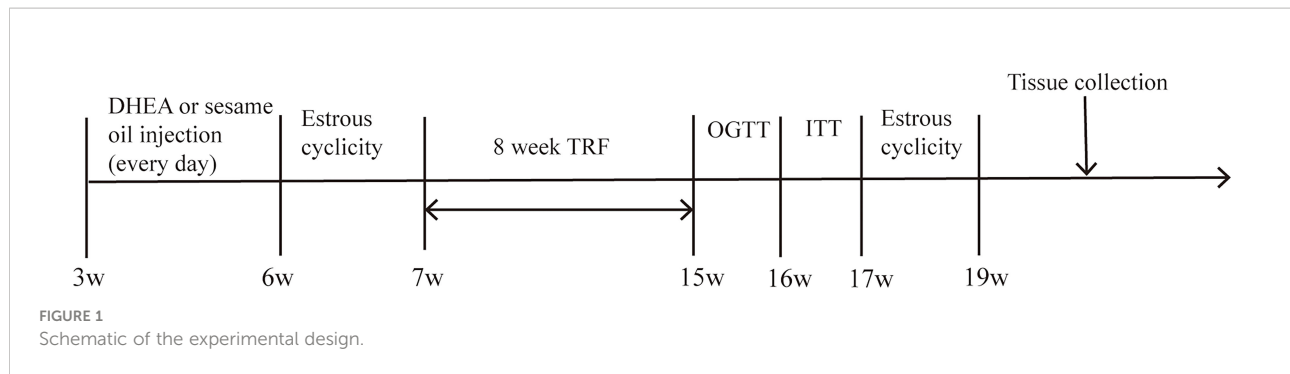 Tissue collection
DHEA or sesame
oil injection
(every day)
Estrous
cyclicity
8 week TRF
OGTT
ITT
Estrous
cyclicity
3w
6w
7w
15w
16w
17w
19w
FIGURE 1
Schematic of the experimental design.